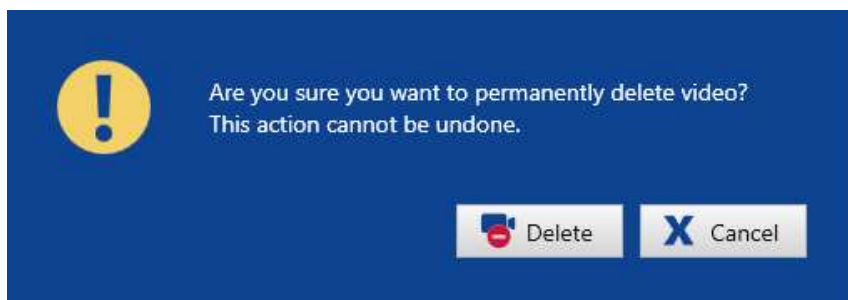 Are you sure you want to permanently delete video?
This action cannot be undone.
Delete
Cancel